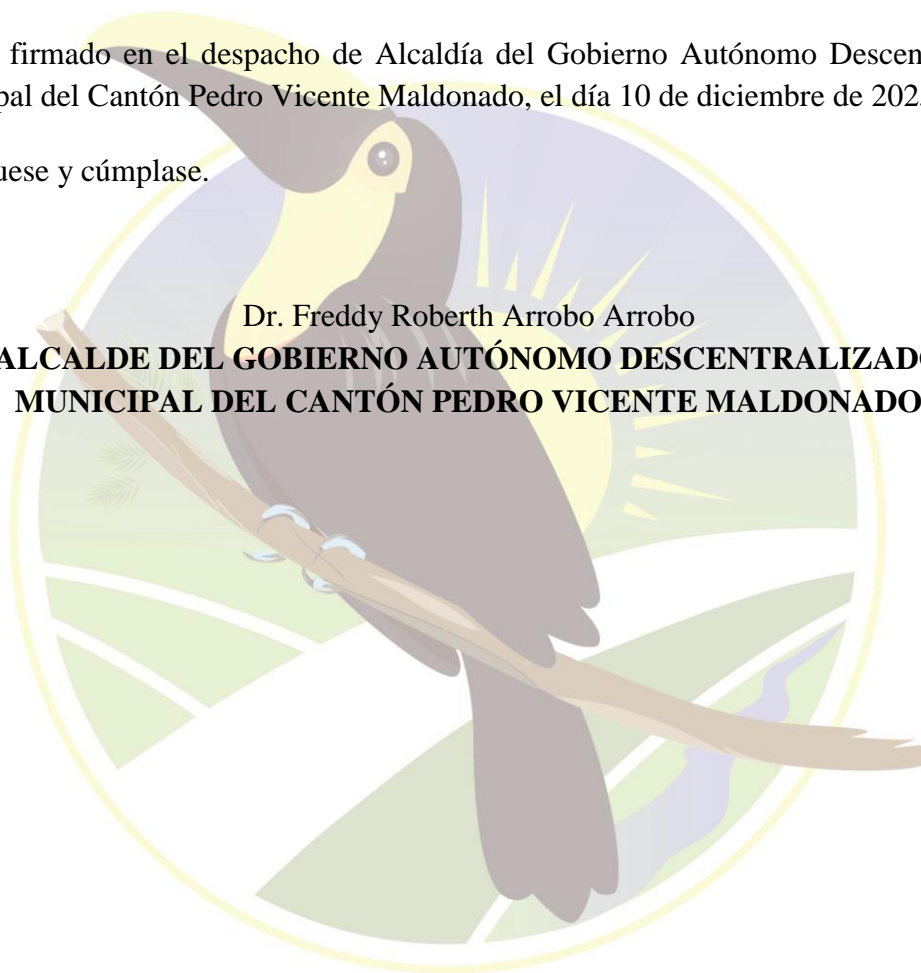 firmado en el despacho de Alcaldía del Gobierno Autónomo Descen
pal del Cantón Pedro Vicente Maldonado, el día 10 de diciembre de 202
uese y cúmplase.
Dr. Freddy Roberth Arrobo Arrobo
ALCALDE DEL GOBIERNO AUTÓNOMO DESCENTRALIZADO
MUNICIPAL DEL CANTÓN PEDRO VICENTE MALDONADO